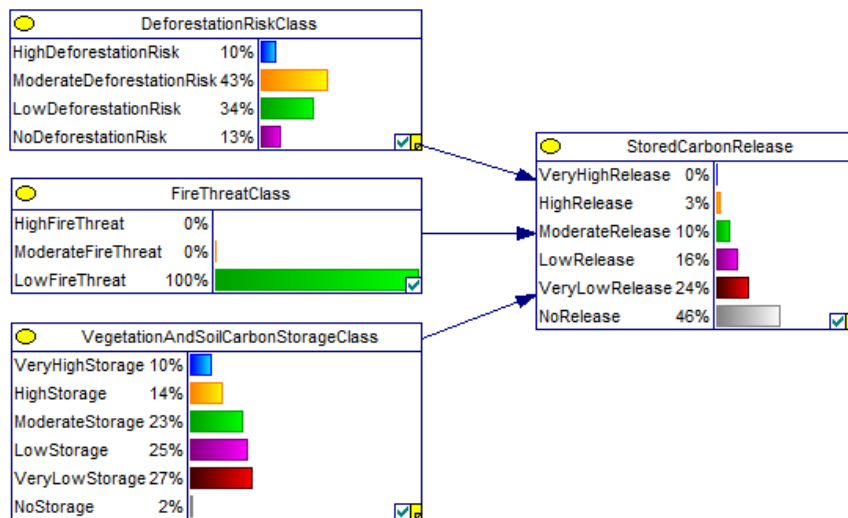 DeforestationRiskClass
HighDeforestationRisk 10%
ModerateDeforestationRisk 43%
LowDeforestationRisk 34%
NoDeforestationRisk 13%
FireThreatClass
HighFireThreat 0%
ModerateFireThreat 0%
LowFireThreat 100%
VegetationAndSoilCarbonStorageClass
VeryHighStorage 10%
HighStorage 14%
ModerateStorage 23%
LowStorage 25%
VeryLowStorage 27%
NoStorage 2%
StoredCarbonRelease
VeryHighRelease 0%
HighRelease 3%
ModerateRelease 10%
LowRelease 16%
VeryLowRelease 24%
NoRelease 46%